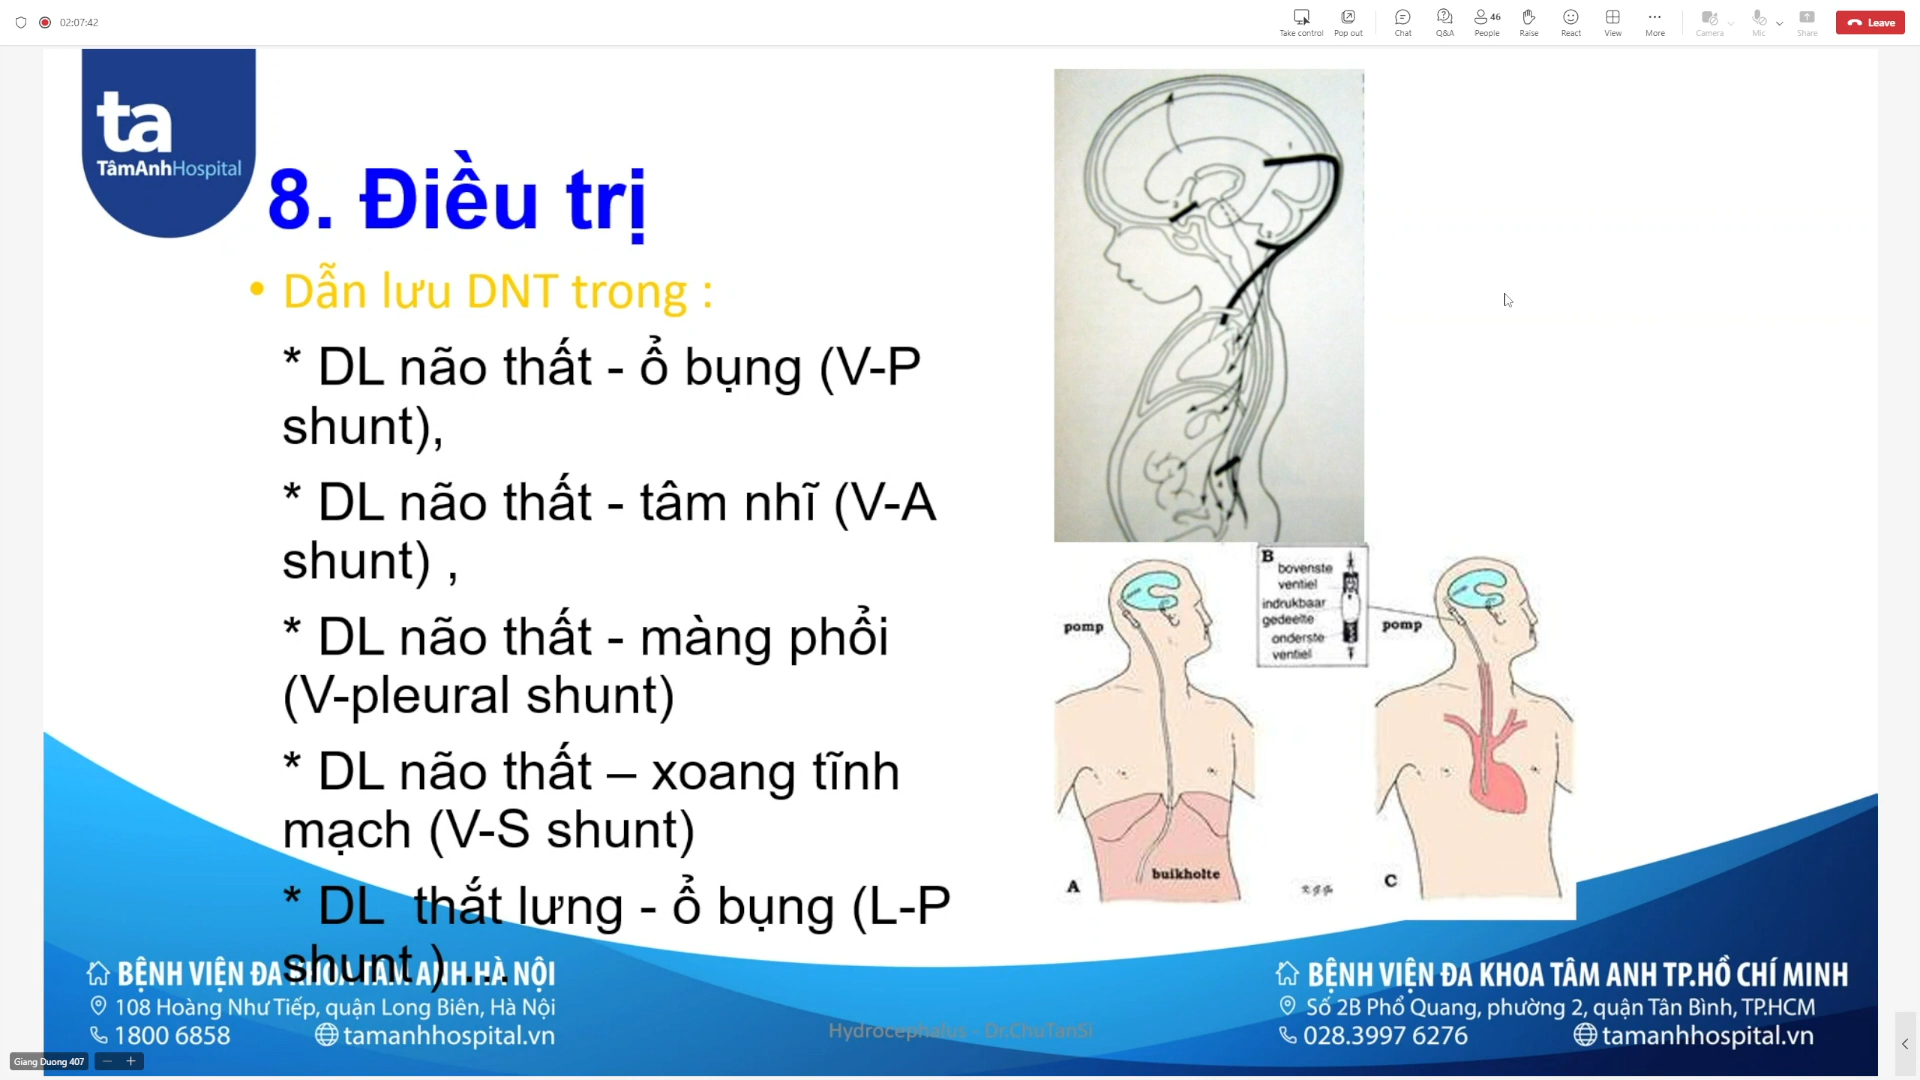 02:07:42
Take control
Pop out
Chat
Q&A
46
People
Raise
React
View
More
Camera
Mic
Share
Leave
ta
TâmAnhHospital
8. Điều trị
• Dẫn lưu DNT trong :
* DL não thất - ổ bụng (V-P
shunt),
* DL não thất - tâm nhĩ (V-A
shunt) ,
* DL não thất - màng phổi
(V-pleural shunt)
* DL não thất – xoang tĩnh
mạch (V-S shunt)
* DL  thắt lưng - ổ bụng (L-P
shunt ) ...
1
2
3
4
pomp
B
bovenste
ventiel
indrukbaar
gedeelte
onderste
ventiel
pomp
buikholte
A
C
BỆNH VIỆN ĐA KHOA TÂM ANH HÀ NỘI
108 Hoàng Như Tiếp, quận Long Biên, Hà Nội
1800 6858
tamanhhospital.vn
Hydrocephalus - Dr.ChuTanSi
BỆNH VIỆN ĐA KHOA TÂM ANH TP.HỒ CHÍ MINH
Số 2B Phổ Quang, phường 2, quận Tân Bình, TP.HCM
028.3997 6276
tamanhhospital.vn
Giang Duong 407